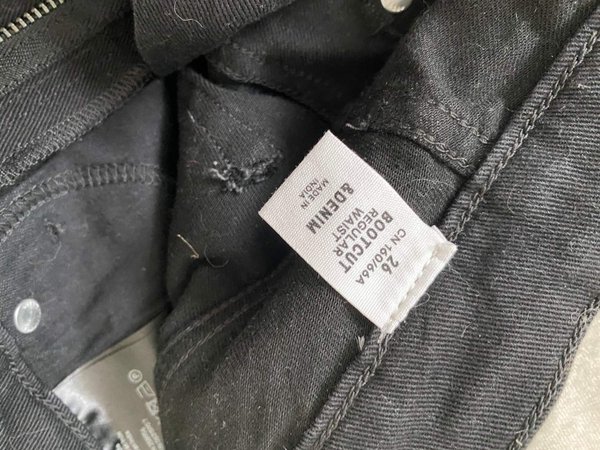 26
CN 160/66A
BOOTCUT
REGULAR
WAIST
&DENIM
MADE IN
INDIA